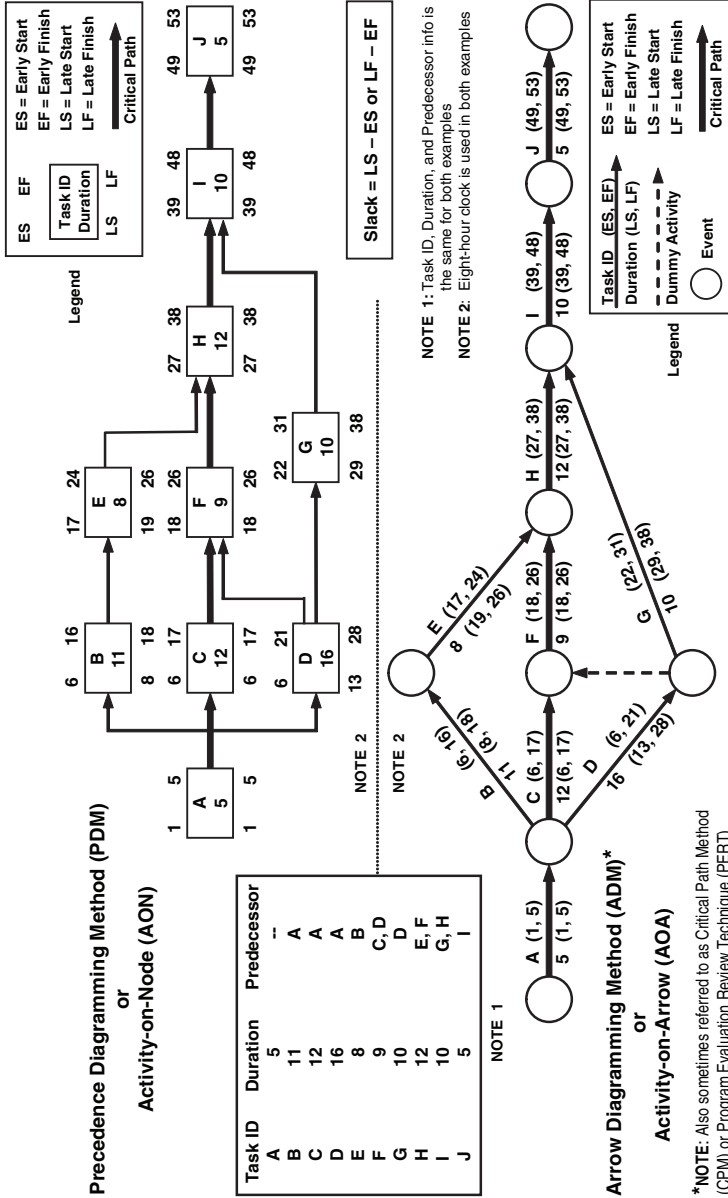 Precedence Diagramming Method (PDM)
or
Activity-on-Node (AON)
ES EF
Task ID
Duration
LS LF
ES = Early Start
EF = Early Finish
LS = Late Start
LF = Late Finish
Critical Path
Legend
1 5
A
5
1 5
6 16
B
11
8 18
6 17
C
12
6 17
6 21
D
16
13 28
17 24
E
8
19 26
18 26
F
9
18 26
22 31
G
10
29 38
27 38
H
12
27 38
39 48
I
10
39 48
49 53
J
5
49 53
Slack = LS – ES or LF – EF
NOTE 2
NOTE 2
NOTE 1: Task ID, Duration, and Predecessor info is
the same for both examples
NOTE 2: Eight-hour clock is used in both examples
Task ID Duration Predecessor
A 5 --
B 11 A
C 12 A
D 16 A
E 8 B
F 9 C, D
G 10 D
H 12 E, F
I 10 G, H
J 5 I
NOTE 1
A (1, 5)
5 (1, 5)
B (6, 16)
11 (8, 18)
C (6, 17)
12 (6, 17)
D (6, 21)
16 (13, 28)
E (17, 24)
8 (19, 26)
F (18, 26)
9 (18, 26)
G (22, 31)
10 (29, 38)
H (27, 38)
12 (27, 38)
I (39, 48)
10 (39, 48)
J (49, 53)
5 (49, 53)
Arrow Diagramming Method (ADM)*
or
Activity-on-Arrow (AOA)
Task ID (ES, EF)
Duration (LS, LF)
Dummy Activity
Event
ES = Early Start
EF = Early Finish
LS = Late Start
LF = Late Finish
Critical Path
Legend
*NOTE: Also sometimes referred to as Critical Path Method
(CPM) or Program Evaluation Review Technique (PERT)